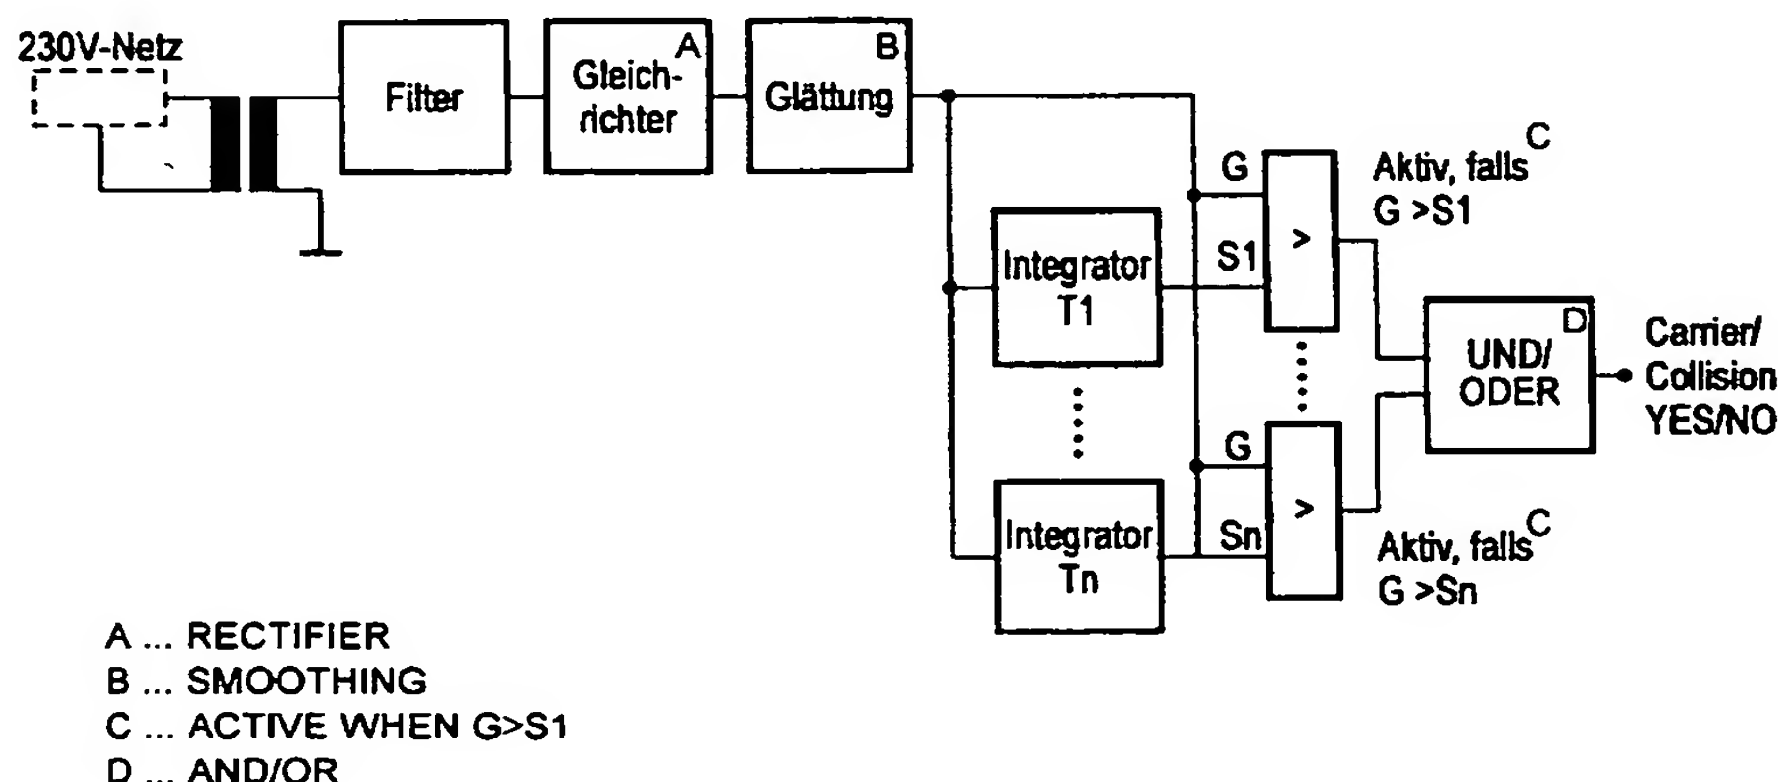 230V-Netz
Filter
A
Gleich-
richter
B
Glättung
G
S1
>
Aktiv, falls C
G >S1
Integrator
T1
D
UND/
ODER
Carrier/
Collision
YES/NO
G
Sn
>
Aktiv, falls C
G >Sn
Integrator
Tn
A ... RECTIFIER
B ... SMOOTHING
C ... ACTIVE WHEN G>S1
D ... AND/OR